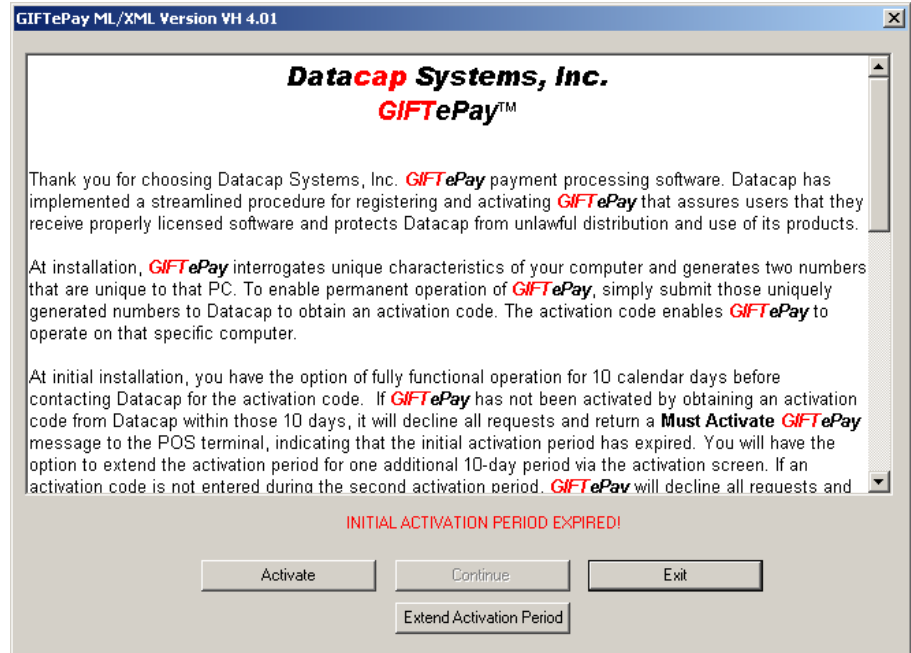 GIFTePay ML/XML Version VH 4.01
Datacap Systems, Inc.
GIFTePay™
Thank you for choosing Datacap Systems, Inc. GIFTePay payment processing software. Datacap has
implemented a streamlined procedure for registering and activating GIFTePay that assures users that they
receive properly licensed software and protects Datacap from unlawful distribution and use of its products.
At installation, GIFTePay interrogates unique characteristics of your computer and generates two numbers
that are unique to that PC. To enable permanent operation of GIFTePay, simply submit those uniquely
generated numbers to Datacap to obtain an activation code. The activation code enables GIFTePay to
operate on that specific computer.
At initial installation, you have the option of fully functional operation for 10 calendar days before
contacting Datacap for the activation code.  If GIFTePay has not been activated by obtaining an activation
code from Datacap within those 10 days, it will decline all requests and return a Must Activate GIFTePay
message to the POS terminal, indicating that the initial activation period has expired. You will have the
option to extend the activation period for one additional 10-day period via the activation screen. If an
activation code is not entered during the second activation period, GIFTePay will decline all requests and
INITIAL ACTIVATION PERIOD EXPIRED!
Activate
Continue
Exit
Extend Activation Period